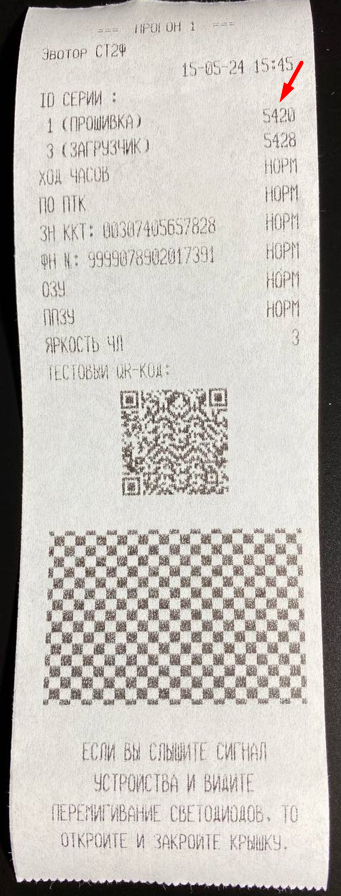 === ПРОГОН 1 ===
Эвотор СТ2Ф
15-05-24 15:45
ID СЕРИИ :
1 (ПРОШИВКА) 5420
3 (ЗАГРУЗЧИК) 5428
ХОД ЧАСОВ НОРМ
ПО ПТК НОРМ
ЗН ККТ: 00307405657828 НОРМ
ФН N: 9999078902017391 НОРМ
ОЗУ НОРМ
ППЗУ НОРМ
ЯРКОСТЬ ЧЛ 3
ТЕСТОВЫЙ QR-КОД:
ЕСЛИ ВЫ СЛЫШИТЕ СИГНАЛ
УСТРОЙСТВА И ВИДИТЕ
ПЕРЕМИГИВАНИЕ СВЕТОДИОДОВ, ТО
ОТКРОЙТЕ И ЗАКРОЙТЕ КРЫШКУ.